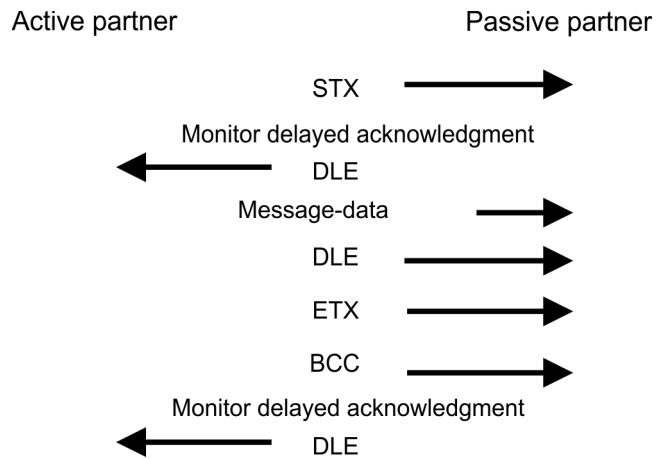 Active partner Passive partner
STX
Monitor delayed acknowledgment
DLE
Message-data
DLE
ETX
BCC
Monitor delayed acknowledgment
DLE